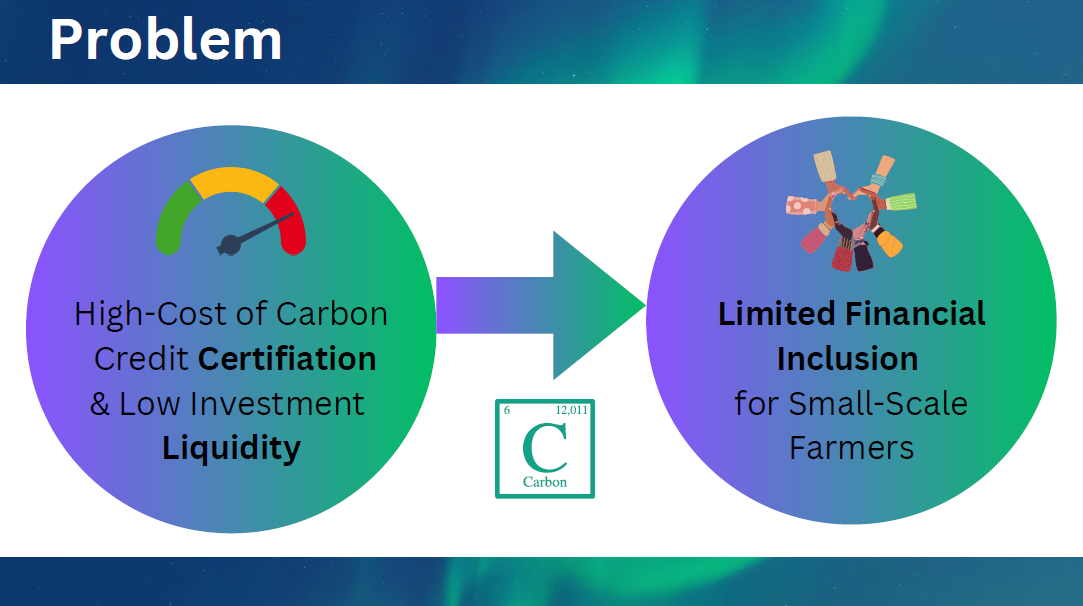 Problem
High-Cost of Carbon
Credit Certifiation
& Low Investment
Liquidity
6 12,011
C
Carbon
Limited Financial
Inclusion
for Small-Scale
Farmers